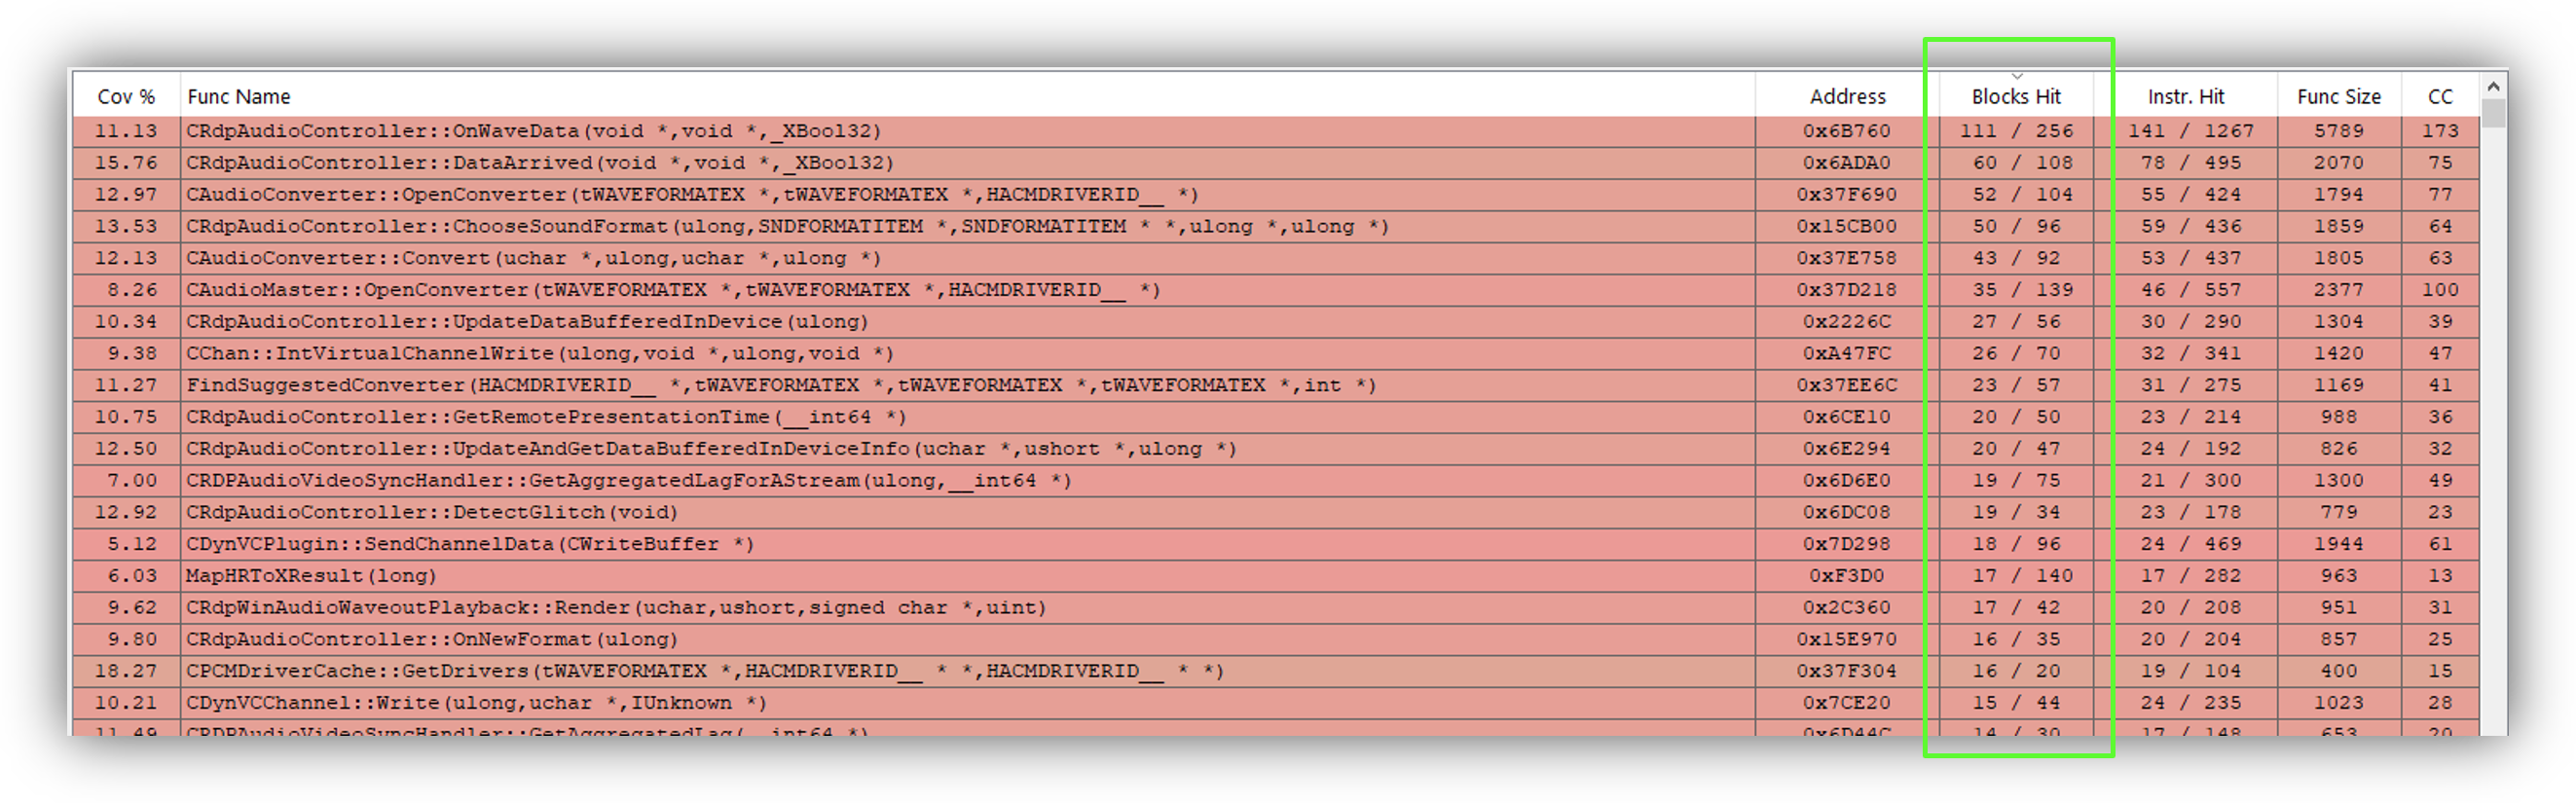 Cov % Func Name Address Blocks Hit Instr. Hit Func Size CC
11.13 CRdpAudioController::OnWaveData(void *,void *,_XBool32) 0x6B760 111 / 256 141 / 1267 5789 173
15.76 CRdpAudioController::DataArrived(void *,void *,_XBool32) 0x6ADA0 60 / 108 78 / 495 2070 75
12.97 CAudioConverter::OpenConverter(tWAVEFORMATEX *,tWAVEFORMATEX *,HACMDRIVERID__ *) 0x37F690 52 / 104 55 / 424 1794 77
13.53 CRdpAudioController::ChooseSoundFormat(ulong,SNDFORMATITEM *,SNDFORMATITEM * *,ulong *,ulong *) 0x15CB00 50 / 96 59 / 436 1859 64
12.13 CAudioConverter::Convert(uchar *,ulong,uchar *,ulong *) 0x37E758 43 / 92 53 / 437 1805 63
8.26 CAudioMaster::OpenConverter(tWAVEFORMATEX *,tWAVEFORMATEX *,HACMDRIVERID__ *) 0x37D218 35 / 139 46 / 557 2377 100
10.34 CRdpAudioController::UpdateDataBufferedInDevice(ulong) 0x2226C 27 / 56 30 / 290 1304 39
9.38 CChan::IntVirtualChannelWrite(ulong,void *,ulong,void *) 0xA47FC 26 / 70 32 / 341 1420 47
11.27 FindSuggestedConverter(HACMDRIVERID__ *,tWAVEFORMATEX *,tWAVEFORMATEX *,tWAVEFORMATEX *,int *) 0x37EE6C 23 / 57 31 / 275 1169 41
10.75 CRdpAudioController::GetRemotePresentationTime(__int64 *) 0x6CE10 20 / 50 23 / 214 988 36
12.50 CRdpAudioController::UpdateAndGetDataBufferedInDeviceInfo(uchar *,ushort *,ulong *) 0x6E294 20 / 47 24 / 192 826 32
7.00 CRDPAudioVideoSyncHandler::GetAggregatedLagForAStream(ulong,__int64 *) 0x6D6E0 19 / 75 21 / 300 1300 49
12.92 CRdpAudioController::DetectGlitch(void) 0x6DC08 19 / 34 23 / 178 779 23
5.12 CDynVCPlugin::SendChannelData(CWriteBuffer *) 0x7D298 18 / 96 24 / 469 1944 61
6.03 MapHRToXResult(long) 0xF3D0 17 / 140 17 / 282 963 13
9.62 CRdpWinAudioWaveoutPlayback::Render(uchar,ushort,signed char *,uint) 0x2C360 17 / 42 20 / 208 951 31
9.80 CRdpAudioController::OnNewFormat(ulong) 0x15E970 16 / 35 20 / 204 857 25
18.27 CPCMDriverCache::GetDrivers(tWAVEFORMATEX *,HACMDRIVERID__ * *,HACMDRIVERID__ * *) 0x37F304 16 / 20 19 / 104 400 15
10.21 CDynVCChannel::Write(ulong,uchar *,IUnknown *) 0x7CE20 15 / 44 24 / 235 1023 28
11.49 CRDPAudioVideoSyncHandler::GetAggregatedLag(__int64 *) 0x6D44C 14 / 30 17 / 148 653 20